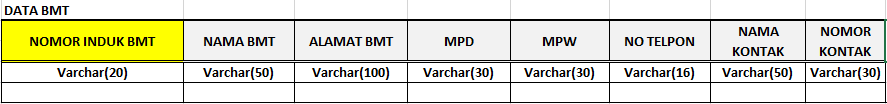 DATA BMT
NOMOR INDUK BMT NAMA BMT ALAMAT BMT MPD MPW NO TELPON NAMA KONTAK NOMOR KONTAK
Varchar(20) Varchar(50) Varchar(100) Varchar(30) Varchar(30) Varchar(16) Varchar(50) Varchar(30)